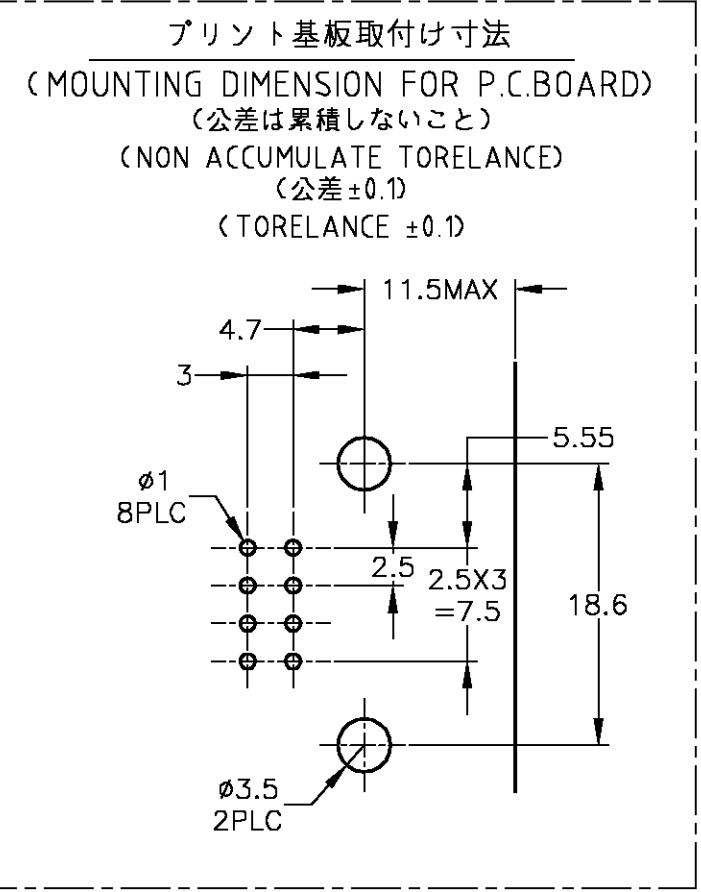 プリント基板取付け寸法
(MOUNTING DIMENSION FOR P.C.BOARD)
(公差は累積しないこと)
(NON ACCUMULATE TORELANCE)
(公差±0.1)
(TORELANCE ±0.1)
11.5MAX
4.7
3
5.55
ø1
8PLC
2.5
2.5X3
=7.5
18.6
ø3.5
2PLC